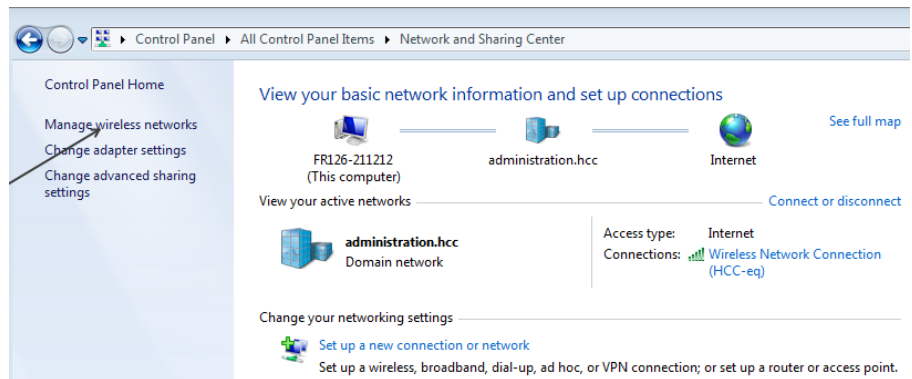 Control Panel ▸ All Control Panel Items ▸ Network and Sharing Center
Control Panel Home
Manage wireless networks
Change adapter settings
Change advanced sharing
settings
View your basic network information and set up connections
See full map
FR126-211212
(This computer)
administration.hcc
Internet
View your active networks
Connect or disconnect
administration.hcc
Domain network
Access type: Internet
Connections: Wireless Network Connection
(HCC-eq)
Change your networking settings
Set up a new connection or network
Set up a wireless, broadband, dial-up, ad hoc, or VPN connection; or set up a router or access point.